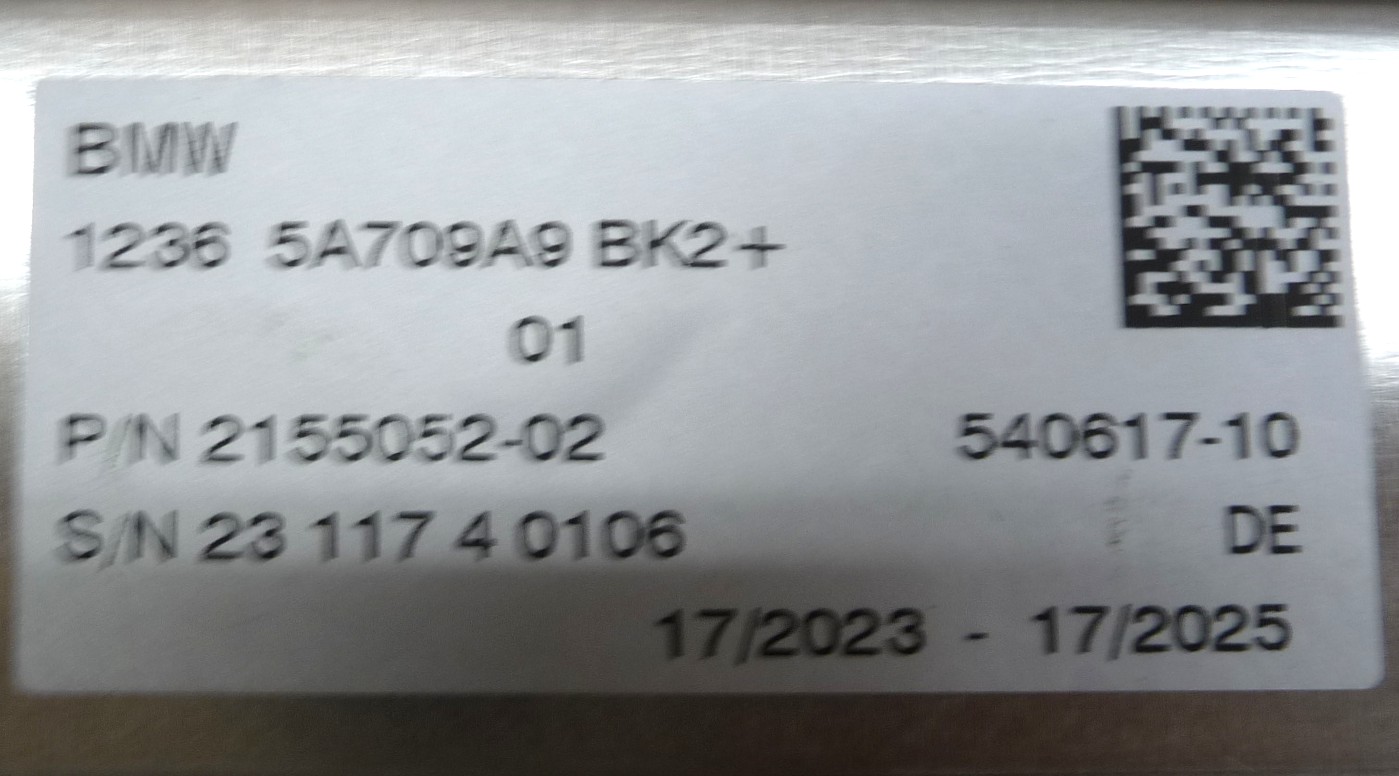 BMW
1236 5A709A9 BK2+
01
P/N 2155052-02 540617-10
S/N 23 117 4 0106 DE
17/2023 - 17/2025